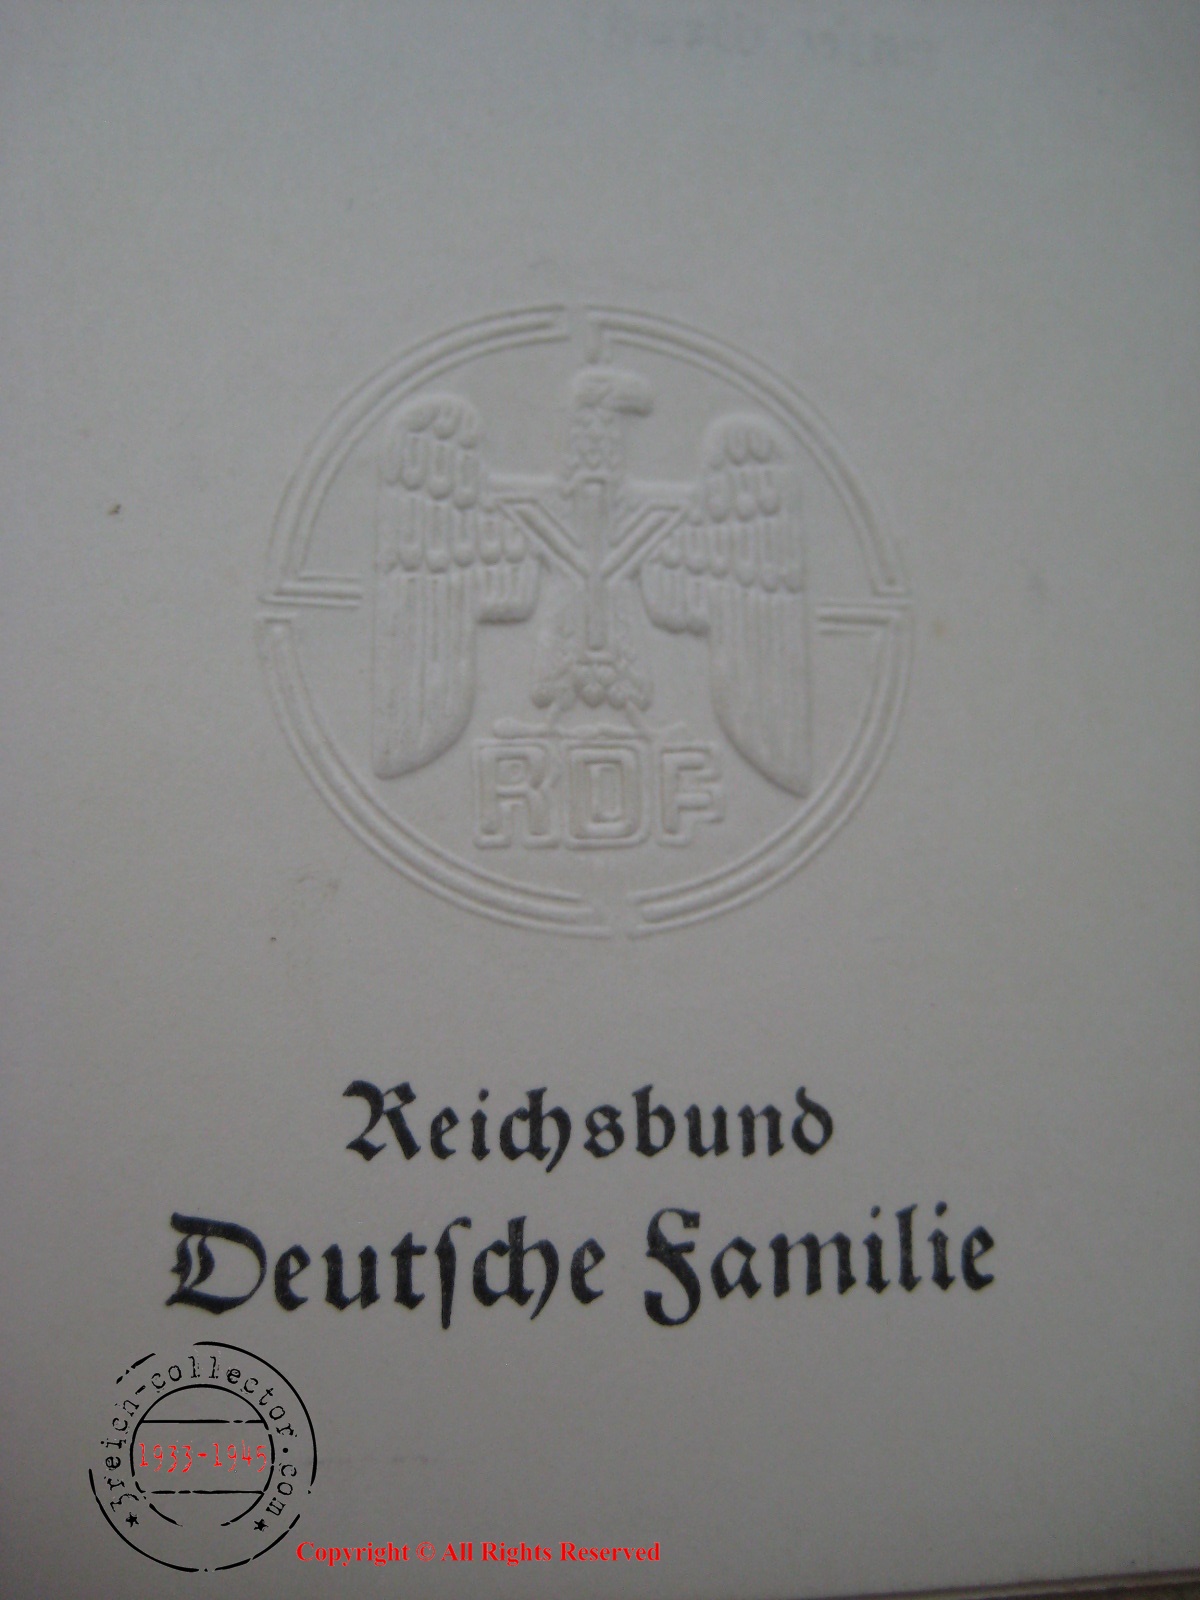 RDF
Reichsbund
Deutsche Familie
3reich-collector.com
1933-1945
Copyright © All Rights Reserved